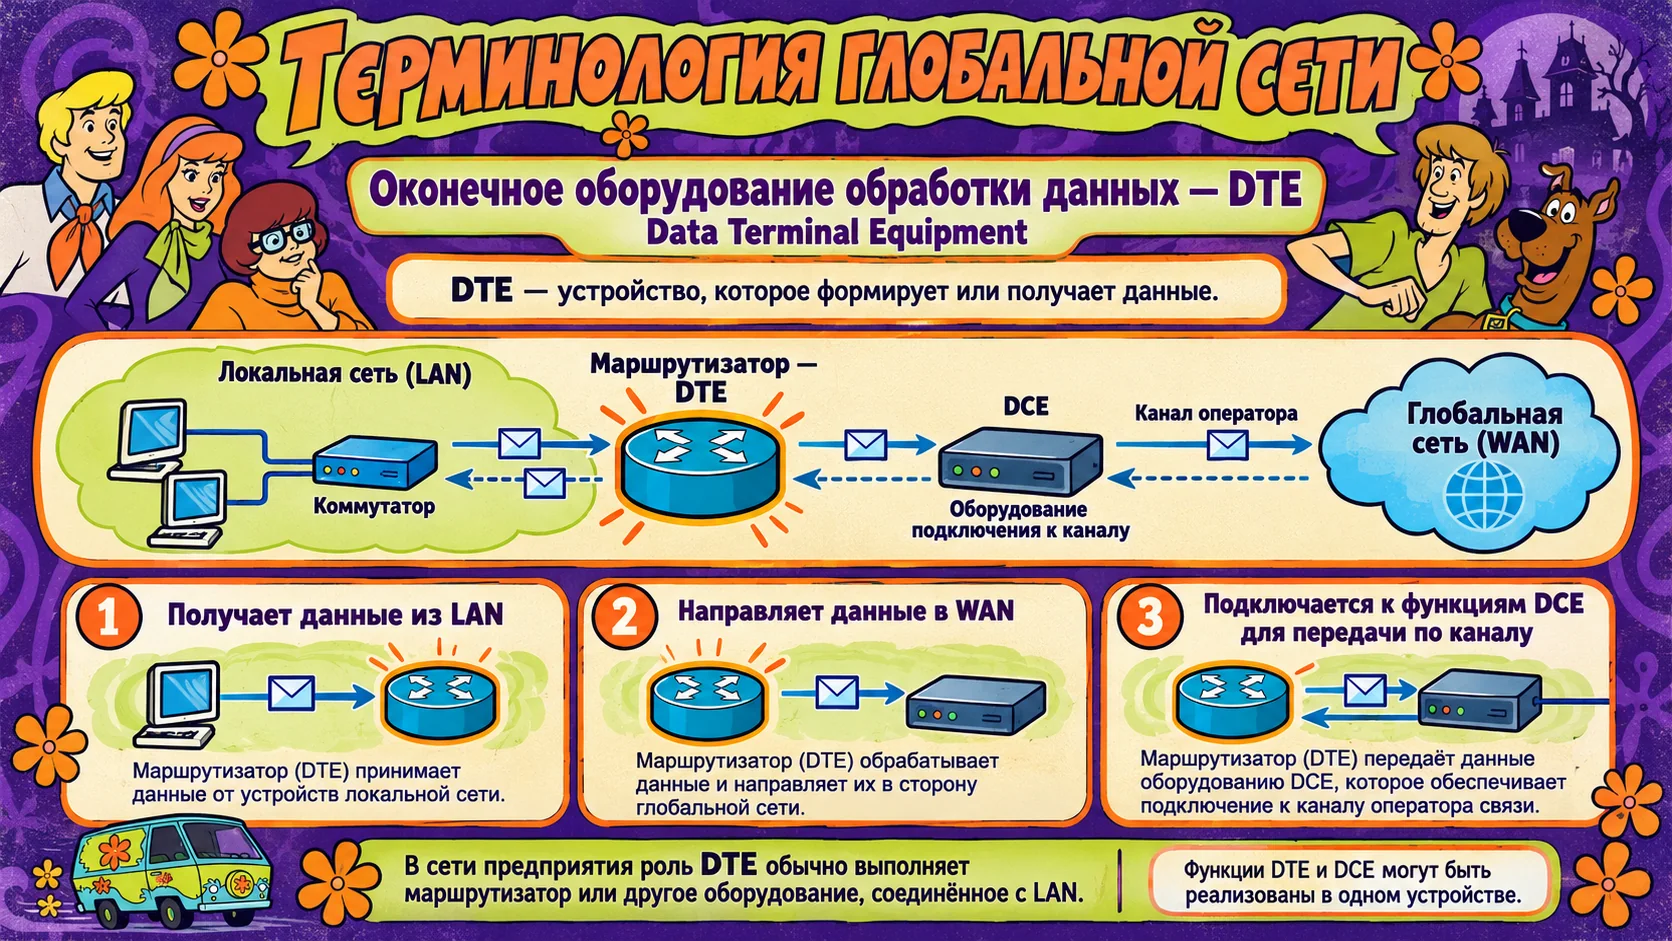 Терминология глобальной сети
Оконечное оборудование обработки данных — DTE
Data Terminal Equipment
DTE — устройство, которое формирует или получает данные.
Локальная сеть (LAN)
Коммутатор
Маршрутизатор —
DTE
DCE
Оборудование
подключения к каналу
Канал оператора
Глобальная
сеть (WAN)
1
Получает данные из LAN
Маршрутизатор (DTE) принимает
данные от устройств локальной сети.
2
Направляет данные в WAN
Маршрутизатор (DTE) обрабатывает
данные и направляет их в сторону
глобальной сети.
3
Подключается к функциям DCE
для передачи по каналу
Маршрутизатор (DTE) передаёт данные
оборудованию DCE, которое обеспечивает
подключение к каналу оператора связи.
В сети предприятия роль DTE обычно выполняет
маршрутизатор или другое оборудование, соединённое с LAN.
Функции DTE и DCE могут быть
реализованы в одном устройстве.